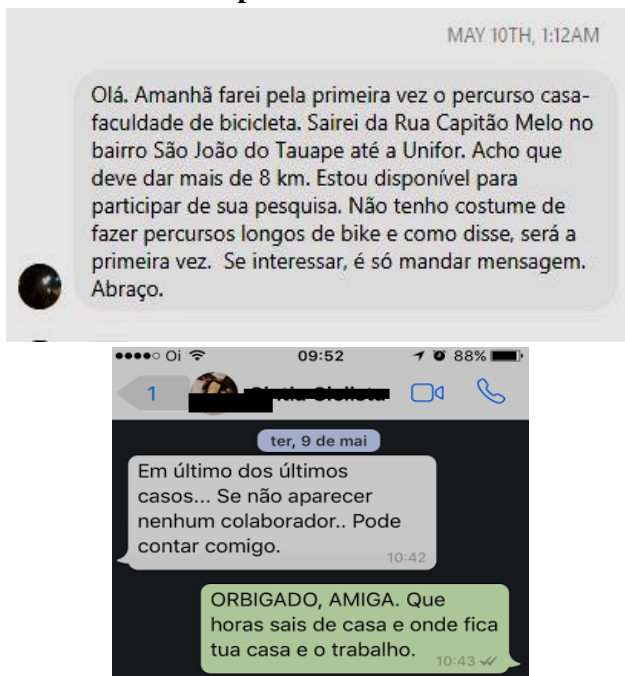 MAY 10TH, 1:12AM
Olá. Amanhã farei pela primeira vez o percurso casa-
faculdade de bicicleta. Sairei da Rua Capitão Melo no
bairro São João do Tauape até a Unifor. Acho que
deve dar mais de 8 km. Estou disponível para
participar de sua pesquisa. Não tenho costume de
fazer percursos longos de bike e como disse, será a
primeira vez.  Se interessar, é só mandar mensagem.
Abraço.
Oi 09:52 88%
1
ter, 9 de mai
Em último dos últimos
casos... Se não aparecer
nenhum colaborador.. Pode
contar comigo.
10:42
ORBIGADO, AMIGA. Que
horas sais de casa e onde fica
tua casa e o trabalho.
10:43